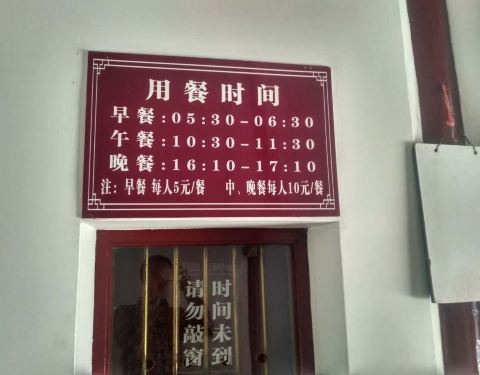 用餐时间
早餐:05:30-06:30
午餐:10:30-11:30
晚餐:16:10-17:10
注: 早餐 每人5元/餐 中、晚餐每人10元/餐
时间未到
请勿敲窗